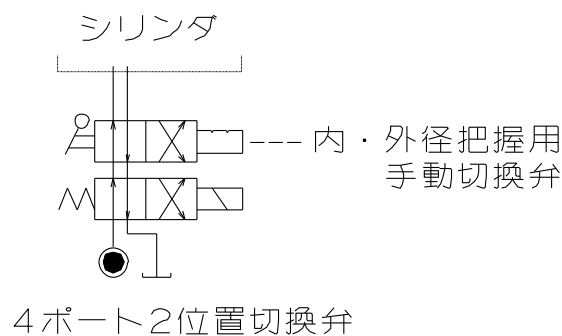 シリンダ
内・外径把握用
手動切換弁
4ポート2位置切換弁